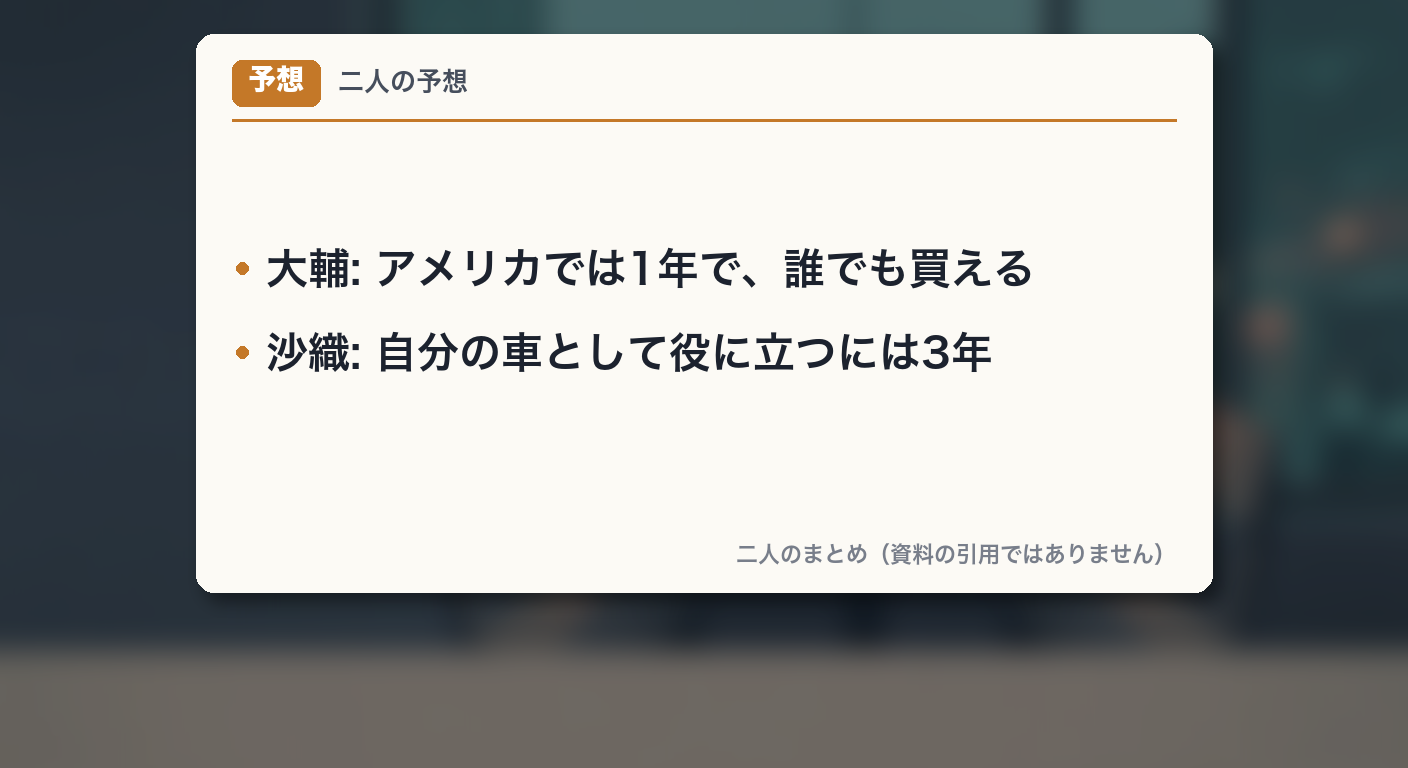 予想 二人の予想
・大輔: アメリカでは1年で、誰でも買える
・沙織: 自分の車として役に立つには3年
二人のまとめ（資料の引用ではありません）